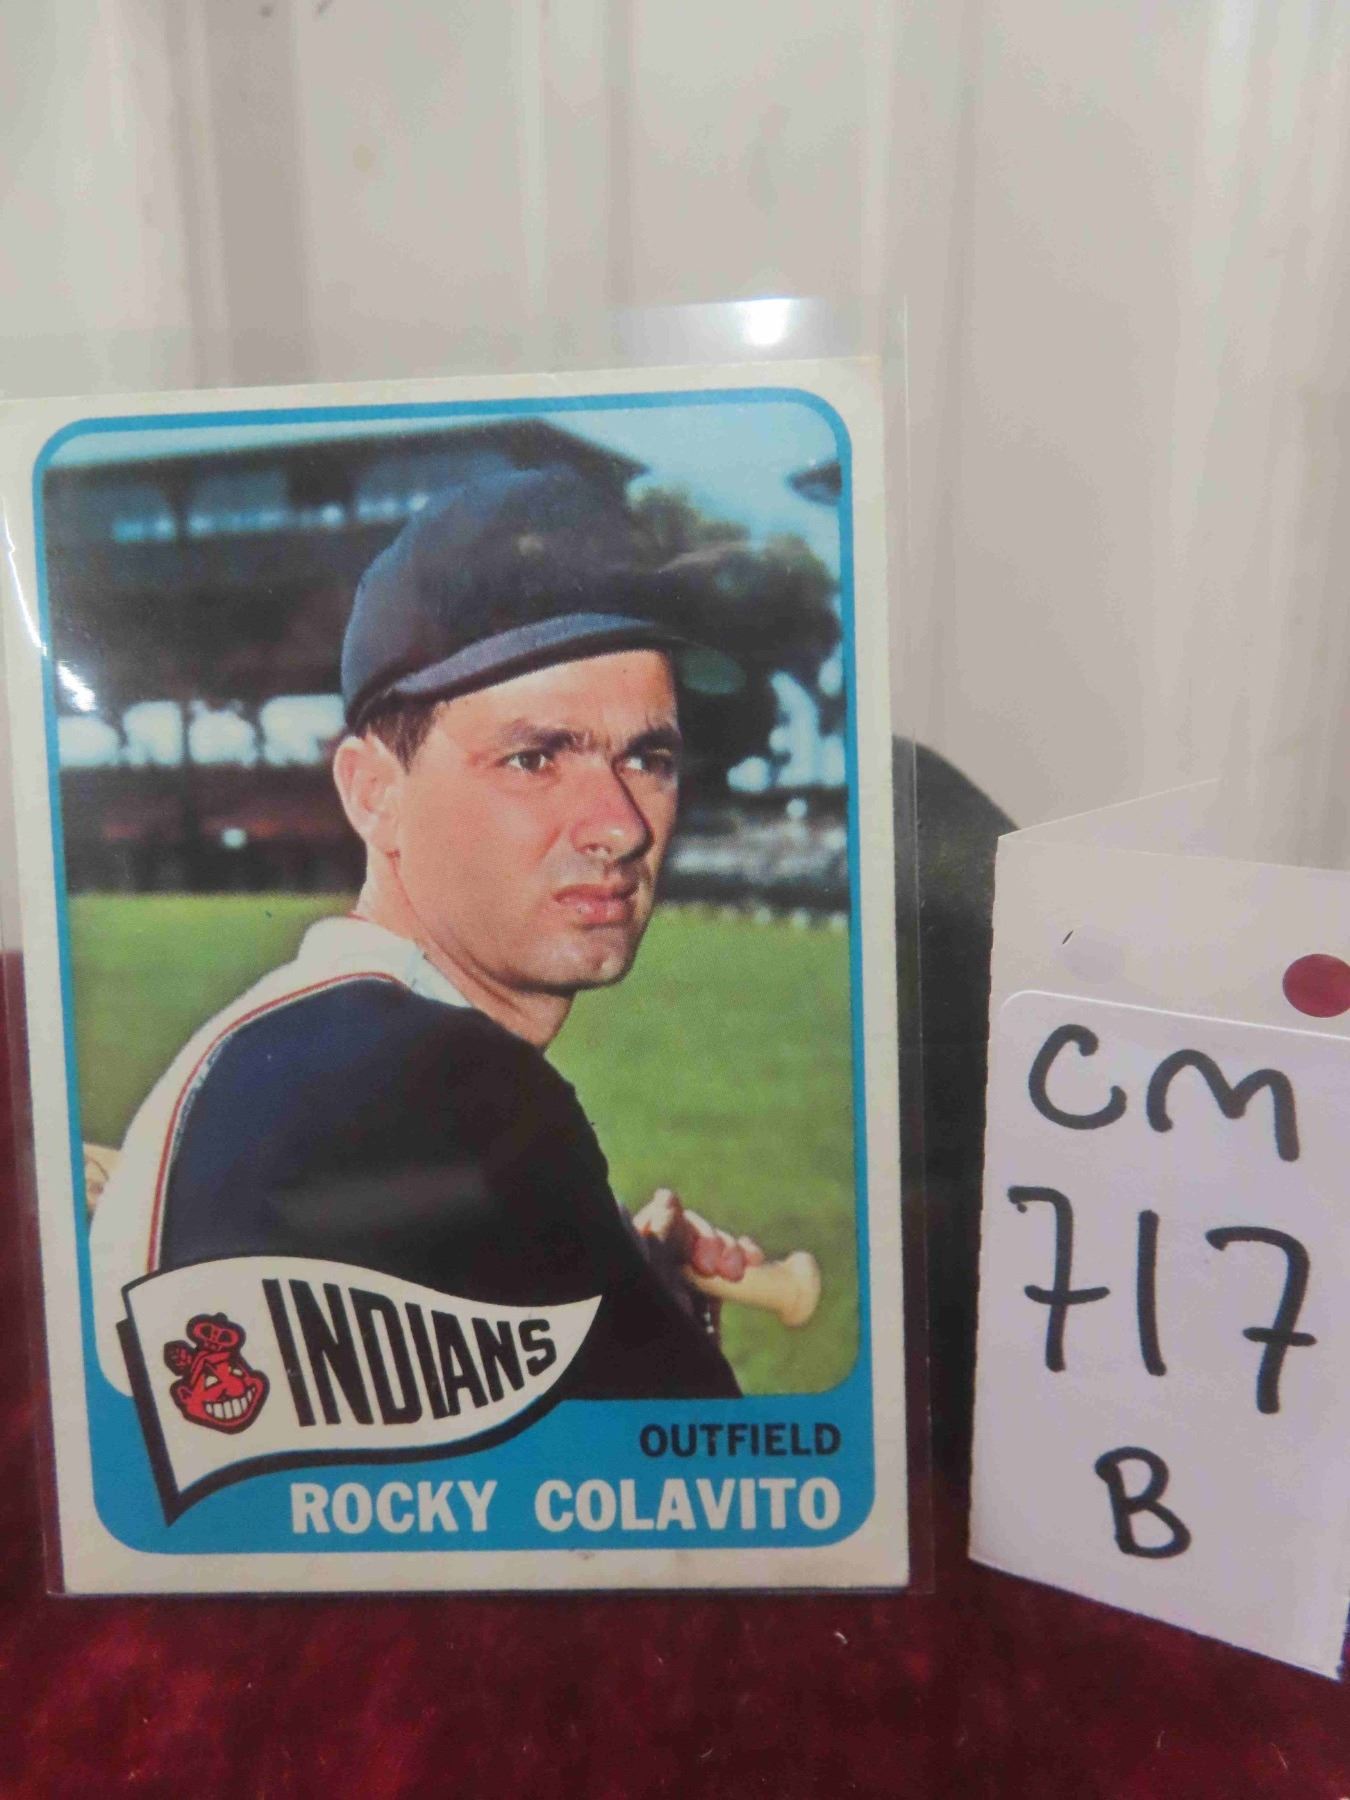 INDIANS
OUTFIELD
ROCKY COLAVITO
CM
717
B